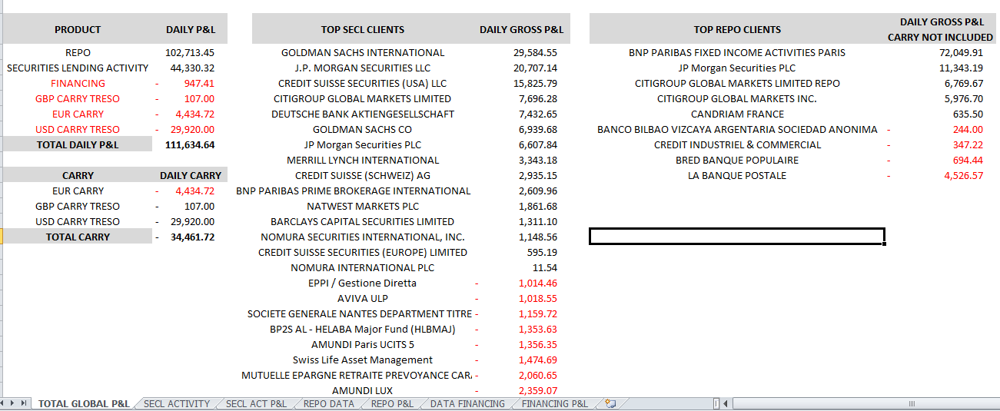 PRODUCT DAILY P&L
REPO 102,713.45
SECURITIES LENDING ACTIVITY 44,330.32
FINANCING - 947.41
GBP CARRY TRESO - 107.00
EUR CARRY - 4,434.72
USD CARRY TRESO - 29,920.00
TOTAL DAILY P&L 111,634.64
CARRY DAILY CARRY
EUR CARRY - 4,434.72
GBP CARRY TRESO - 107.00
USD CARRY TRESO - 29,920.00
TOTAL CARRY - 34,461.72
TOP SECL CLIENTS DAILY GROSS P&L
GOLDMAN SACHS INTERNATIONAL 29,584.55
J.P. MORGAN SECURITIES LLC 20,707.14
CREDIT SUISSE SECURITIES (USA) LLC 15,825.79
CITIGROUP GLOBAL MARKETS LIMITED 7,696.28
DEUTSCHE BANK AKTIENGESELLSCHAFT 7,432.65
GOLDMAN SACHS CO 6,939.68
JP Morgan Securities PLC 6,607.84
MERRILL LYNCH INTERNATIONAL 3,343.18
CREDIT SUISSE (SCHWEIZ) AG 2,935.15
BNP PARIBAS PRIME BROKERAGE INTERNATIONAL 2,609.96
NATWEST MARKETS PLC 1,861.68
BARCLAYS CAPITAL SECURITIES LIMITED 1,311.10
NOMURA SECURITIES INTERNATIONAL, INC. 1,148.56
CREDIT SUISSE SECURITIES (EUROPE) LIMITED 595.19
NOMURA INTERNATIONAL PLC 11.54
EPPI / Gestione Diretta - 1,014.46
AVIVA ULP - 1,018.55
SOCIETE GENERALE NANTES DEPARTMENT TITRE - 1,159.72
BP2S AL - HELABA Major Fund (HLBMAJ) - 1,353.63
AMUNDI Paris UCITS 5 - 1,356.35
Swiss Life Asset Management - 1,474.69
MUTUELLE EPARGNE RETRAITE PREVOYANCE CARA - 2,060.65
AMUNDI LUX - 2,359.07
TOP REPO CLIENTS DAILY GROSS P&L
CARRY NOT INCLUDED
BNP PARIBAS FIXED INCOME ACTIVITIES PARIS 72,049.91
JP Morgan Securities PLC 11,343.19
CITIGROUP GLOBAL MARKETS LIMITED REPO 6,769.67
CITIGROUP GLOBAL MARKETS INC. 5,976.70
CANDRIAM FRANCE 635.50
BANCO BILBAO VIZCAYA ARGENTARIA SOCIEDAD ANONIMA - 244.00
CREDIT INDUSTRIEL & COMMERCIAL - 347.22
BRED BANQUE POPULAIRE - 694.44
LA BANQUE POSTALE - 4,526.57
TOTAL GLOBAL P&L SECL ACTIVITY SECL ACT P&L REPO DATA REPO P&L DATA FINANCING FINANCING P&L